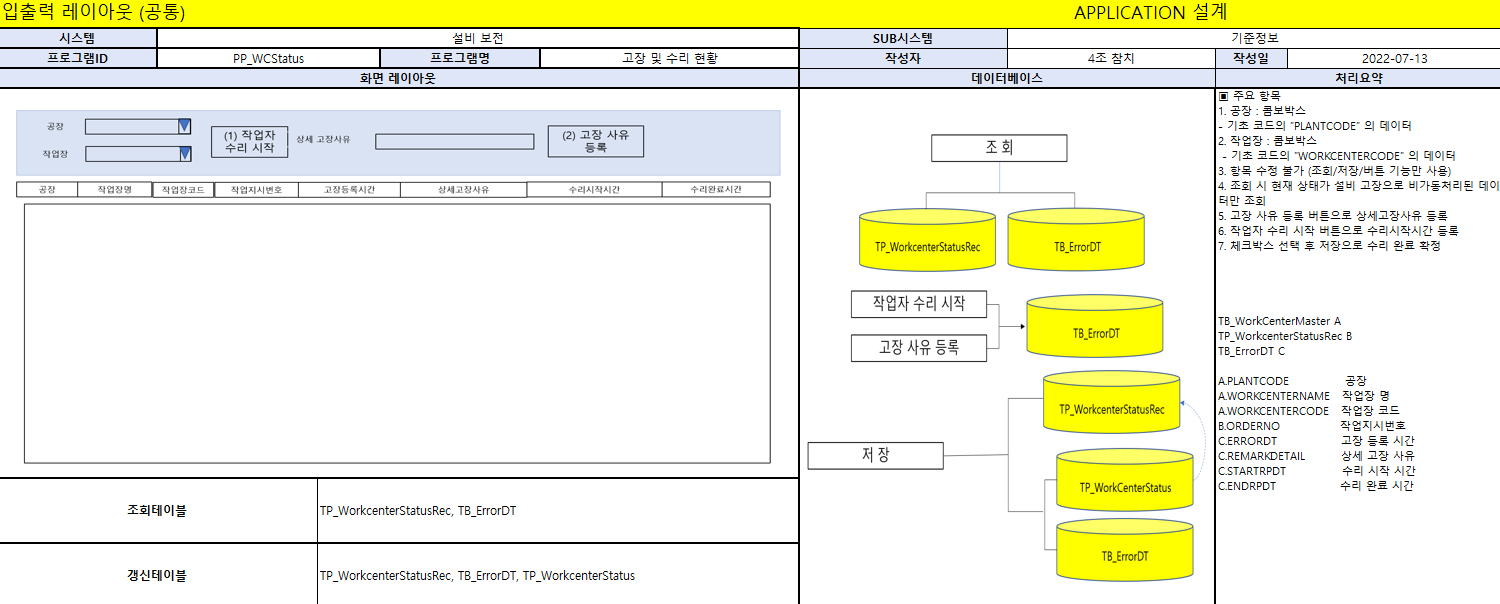 입출력 레이아웃 (공통)
APPLICATION 설계
시스템
설비 보전
SUB시스템
기준정보
프로그램ID
PP_WCStatus
프로그램명
고장 및 수리 현황
작성자
4조 참치
작성일
2022-07-13
화면 레이아웃
데이터베이스
처리요약
공장
작업장
(1) 작업자
수리 시작
상세 고장사유
(2) 고장 사유
등록
공장
작업장명
작업장코드
작업지시번호
고장등록시간
상세고장사유
수리시작시간
수리완료시간
조회테이블
TP_WorkcenterStatusRec, TB_ErrorDT
갱신테이블
TP_WorkcenterStatusRec, TB_ErrorDT, TP_WorkcenterStatus
조 회
TP_WorkcenterStatusRec
TB_ErrorDT
작업자 수리 시작
고장 사유 등록
TB_ErrorDT
저 장
TP_WorkcenterStatusRec
TP_WorkCenterStatus
TB_ErrorDT
▣ 주요 항목
1. 공장 : 콤보박스
- 기초 코드의 "PLANTCODE" 의 데이터
2. 작업장 : 콤보박스
- 기초 코드의 "WORKCENTERCODE" 의 데이터
3. 항목 수정 불가 (조회/저장/버튼 기능만 사용)
4. 조회 시 현재 상태가 설비 고장으로 비가동처리된 데이
터만 조회
5. 고장 사유 등록 버튼으로 상세고장사유 등록
6. 작업자 수리 시작 버튼으로 수리시작시간 등록
7. 체크박스 선택 후 저장으로 수리 완료 확정
TB_WorkCenterMaster A
TP_WorkcenterStatusRec B
TB_ErrorDT C
A.PLANTCODE 공장
A.WORKCENTERNAME 작업장 명
A.WORKCENTERCODE 작업장 코드
B.ORDERNO 작업지시번호
C.ERRORDT 고장 등록 시간
C.REMARKDETAIL 상세 고장 사유
C.STARTRPDT 수리 시작 시간
C.ENDRPDT 수리 완료 시간